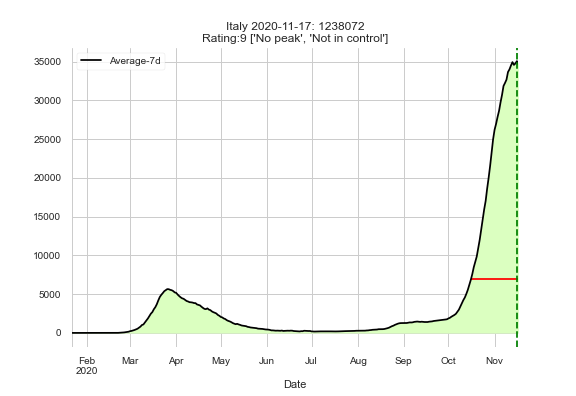 Italy 2020-11-17: 1238072
Rating:9 ['No peak', 'Not in control']
Average-7d
35000
30000
25000
20000
15000
10000
5000
0
Feb Mar Apr May Jun Jul Aug Sep Oct Nov
2020
Date